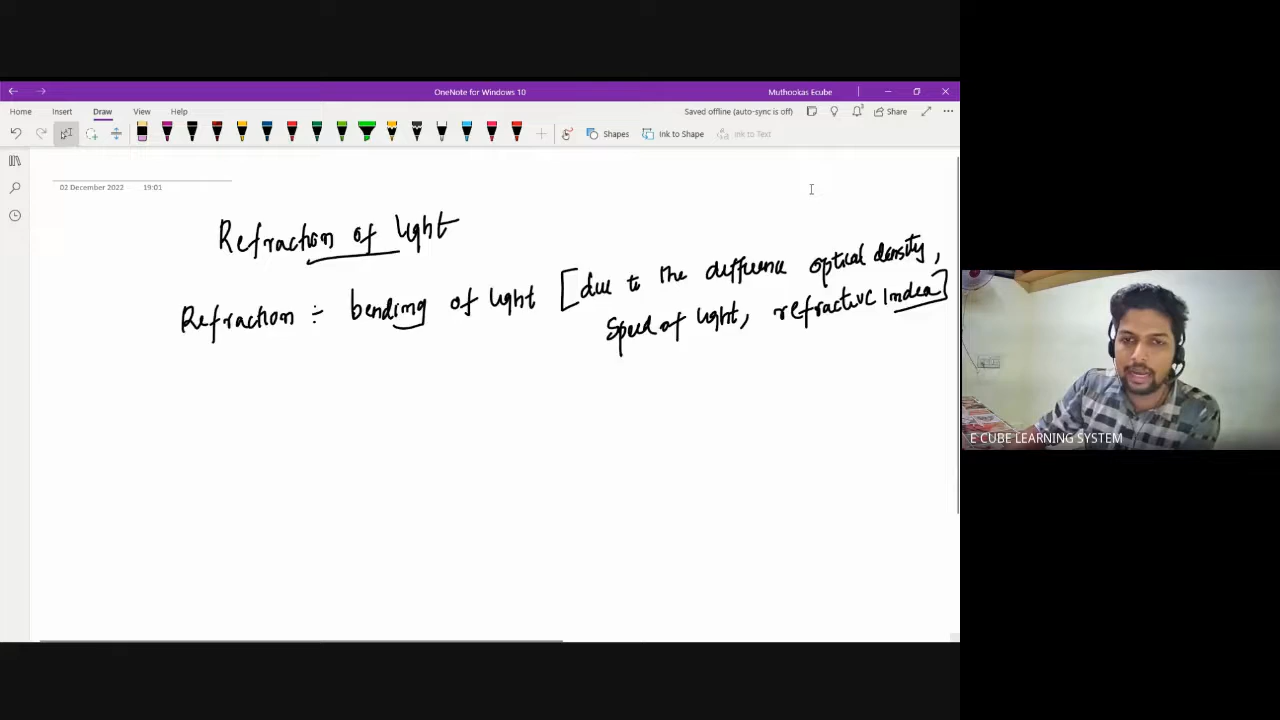 OneNote for Windows 10
Muthookas Ecube
Home Insert Draw View Help
Saved offline (auto-sync is off)
Share
Shapes
Ink to Shape
Ink to Text
02 December 2022 19:01
Refraction of light
Refraction ÷ bending of light [due to the difference optical density,
Speed of light, refractive index]
E CUBE LEARNING SYSTEM